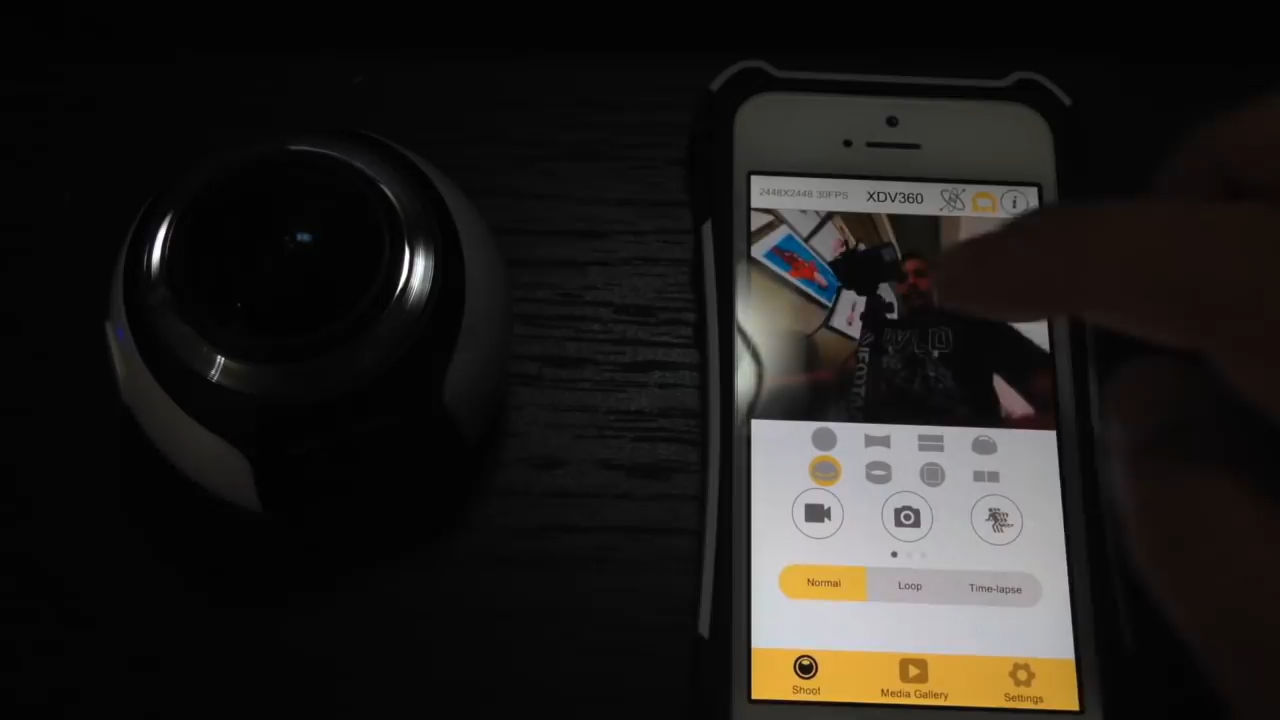 2448X2448 30FPS XDV360 i
Normal Loop Time-lapse
Shoot Media Gallery Settings